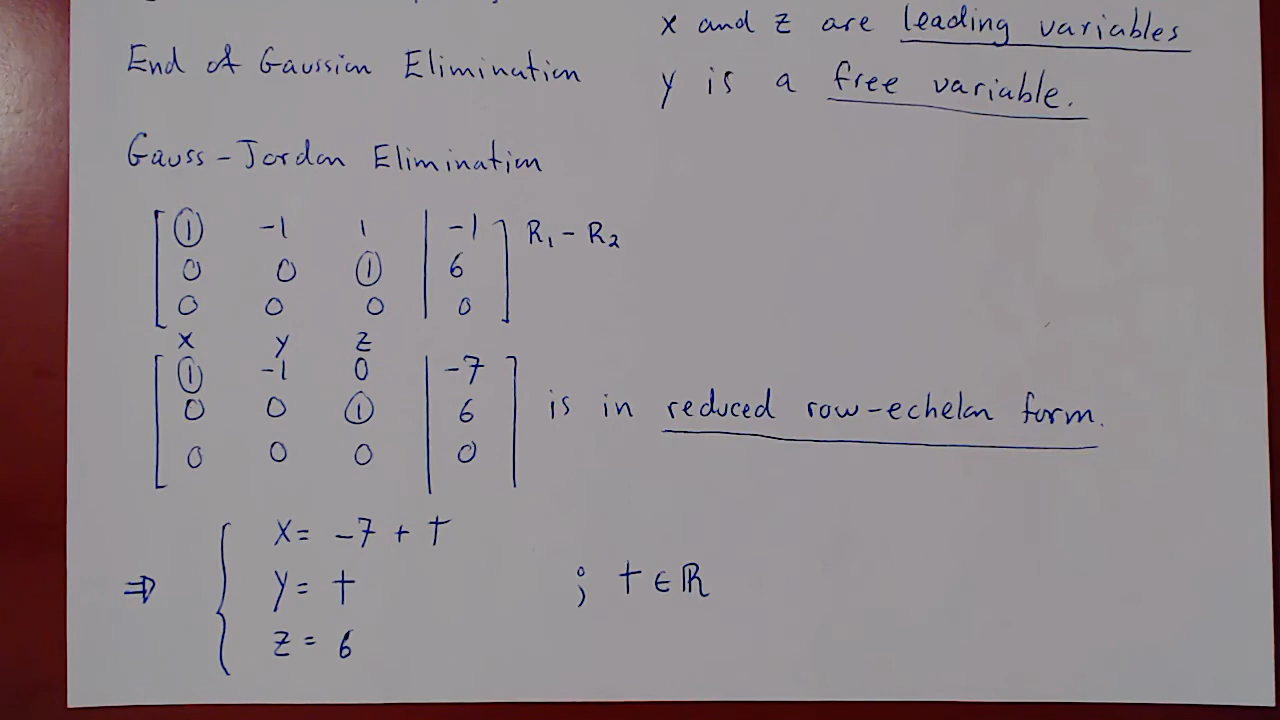 x and z are leading variables
End of Gaussian Elimination
y is a free variable.
Gauss-Jordan Elimination
[ 1 -1 1 | -1 ] R₁ - R₂
0 0 1 | 6
0 0 0 | 0
x y z
[ 1 -1 0 | -7 ]
0 0 1 | 6 is in reduced row-echelon form.
0 0 0 | 0
x = -7 + t
⇒ y = t ; t ∈ ℝ
z = 6